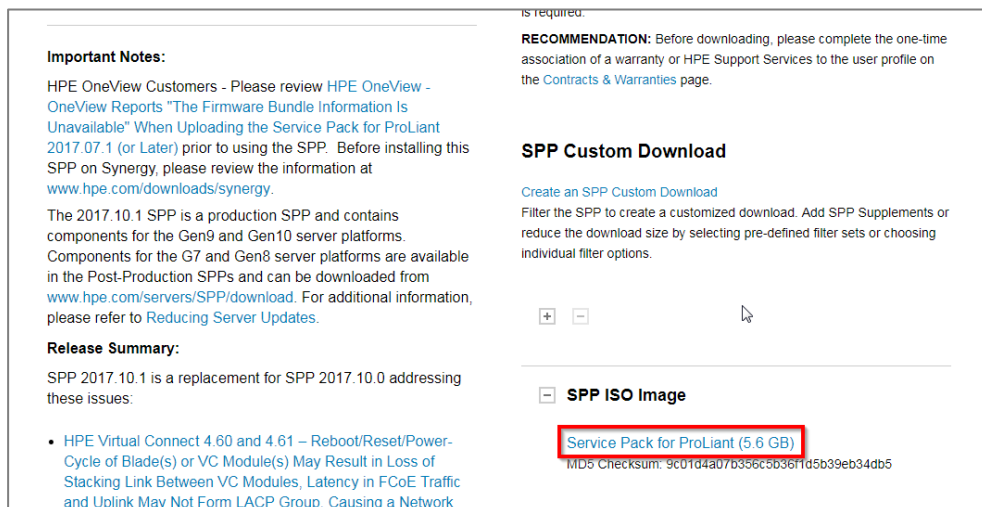 Important Notes:
HPE OneView Customers - Please review HPE OneView -
OneView Reports "The Firmware Bundle Information Is
Unavailable" When Uploading the Service Pack for ProLiant
2017.07.1 (or Later) prior to using the SPP. Before installing this
SPP on Synergy, please review the information at
www.hpe.com/downloads/synergy.
The 2017.10.1 SPP is a production SPP and contains
components for the Gen9 and Gen10 server platforms.
Components for the G7 and Gen8 server platforms are available
in the Post-Production SPPs and can be downloaded from
www.hpe.com/servers/SPP/download. For additional information,
please refer to Reducing Server Updates.
Release Summary:
SPP 2017.10.1 is a replacement for SPP 2017.10.0 addressing
these issues:
• HPE Virtual Connect 4.60 and 4.61 – Reboot/Reset/Power-
Cycle of Blade(s) or VC Module(s) May Result in Loss of
Stacking Link Between VC Modules, Latency in FCoE Traffic
and Uplink May Not Form LACP Group, Causing a Network
is required.
RECOMMENDATION: Before downloading, please complete the one-time
association of a warranty or HPE Support Services to the user profile on
the Contracts & Warranties page.
SPP Custom Download
Create an SPP Custom Download
Filter the SPP to create a customized download. Add SPP Supplements or
reduce the download size by selecting pre-defined filter sets or choosing
individual filter options.
SPP ISO Image
Service Pack for ProLiant (5.6 GB)
MD5 Checksum: 9c01d4a07b356c5b36f1d5b39eb34db5